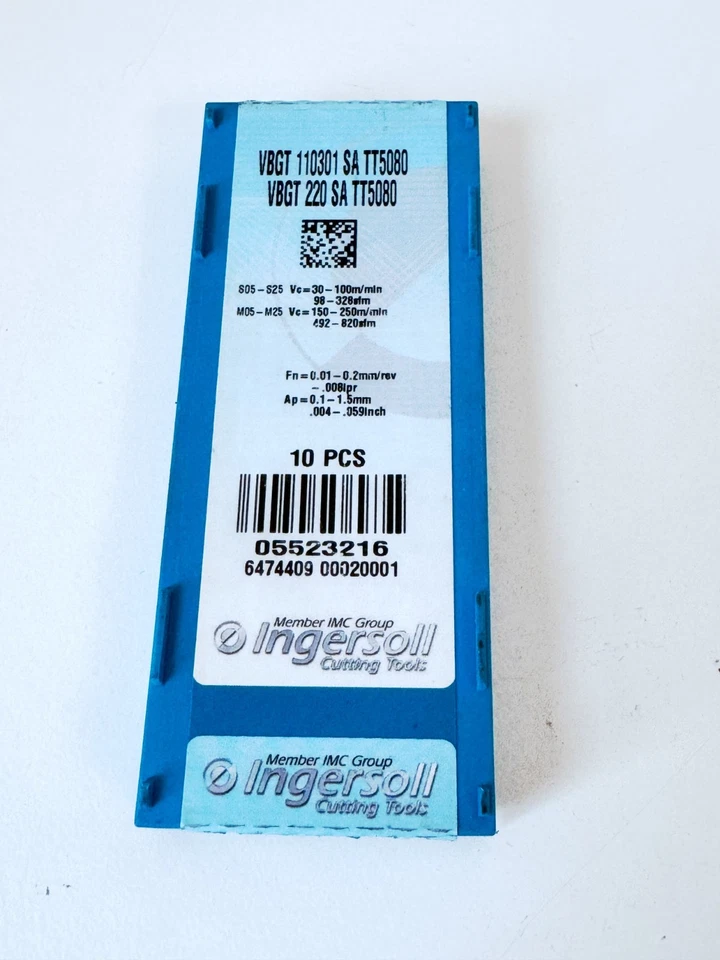 VBGT 110301 SA TT5080
VBGT 220 SA TT5080
S05-S25 Vc=30-100m/min
98-328sfm
M05-M25 Vc=150-250m/min
492-820sfm
Fn=0.01-0.2mm/rev
-.008ipr
Ap=0.1-1.5mm
.004-.059inch
10 PCS
05523216
6474409 00020001
Member IMC Group
Ingersoll
Cutting Tools
Member IMC Group
Ingersoll
Cutting Tools